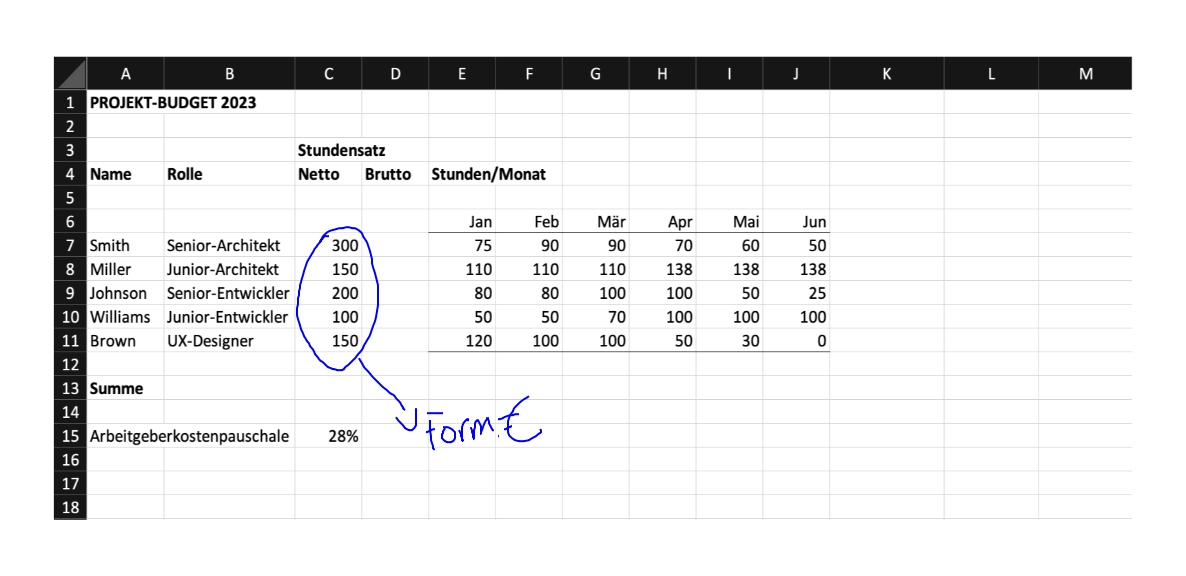 A B C D E F G H I J K L M
1 PROJEKT-BUDGET 2023
2
3 Stundensatz
4 Name Rolle Netto Brutto Stunden/Monat
5
6 Jan Feb Mär Apr Mai Jun
7 Smith Senior-Architekt 300 75 90 90 70 60 50
8 Miller Junior-Architekt 150 110 110 110 138 138 138
9 Johnson Senior-Entwickler 200 80 80 100 100 50 25
10 Williams Junior-Entwickler 100 50 50 70 100 100 100
11 Brown UX-Designer 150 120 100 100 50 30 0
12
13 Summe
14
15 Arbeitgeberkostenpauschale 28%
Form. €
16
17
18